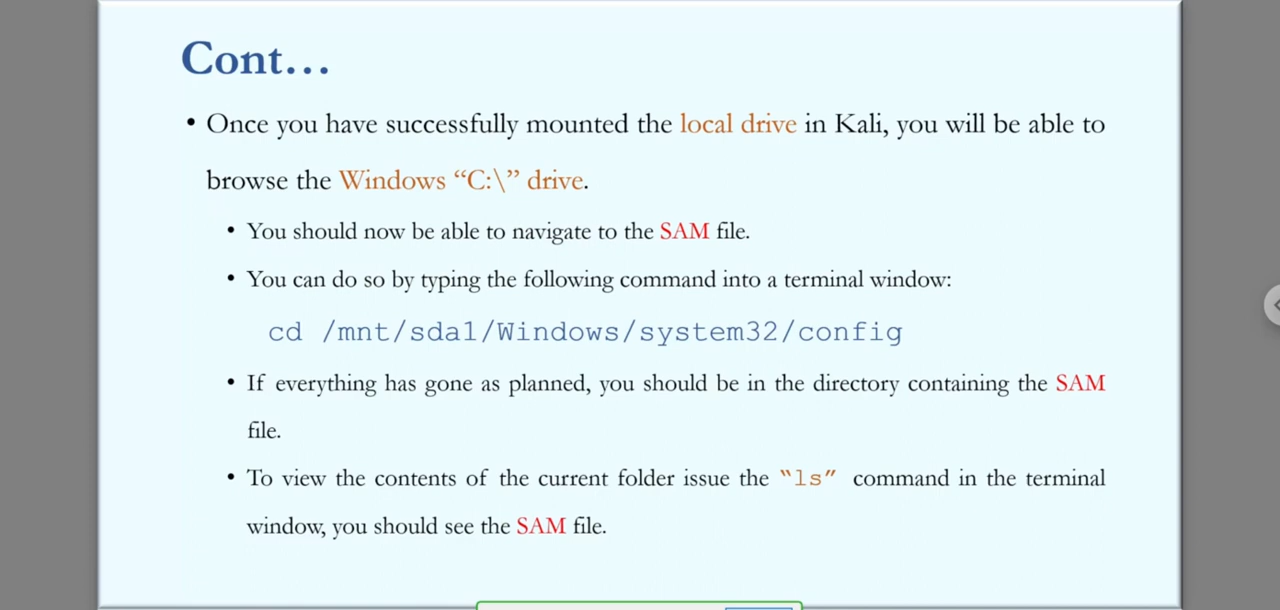 Cont…
• Once you have successfully mounted the local drive in Kali, you will be able to
browse the Windows “C:\” drive.
• You should now be able to navigate to the SAM file.
• You can do so by typing the following command into a terminal window:
cd /mnt/sda1/Windows/system32/config
• If everything has gone as planned, you should be in the directory containing the SAM
file.
• To view the contents of the current folder issue the “ls” command in the terminal
window, you should see the SAM file.